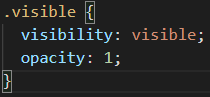 .visible {
  visibility: visible;
  opacity: 1;
}